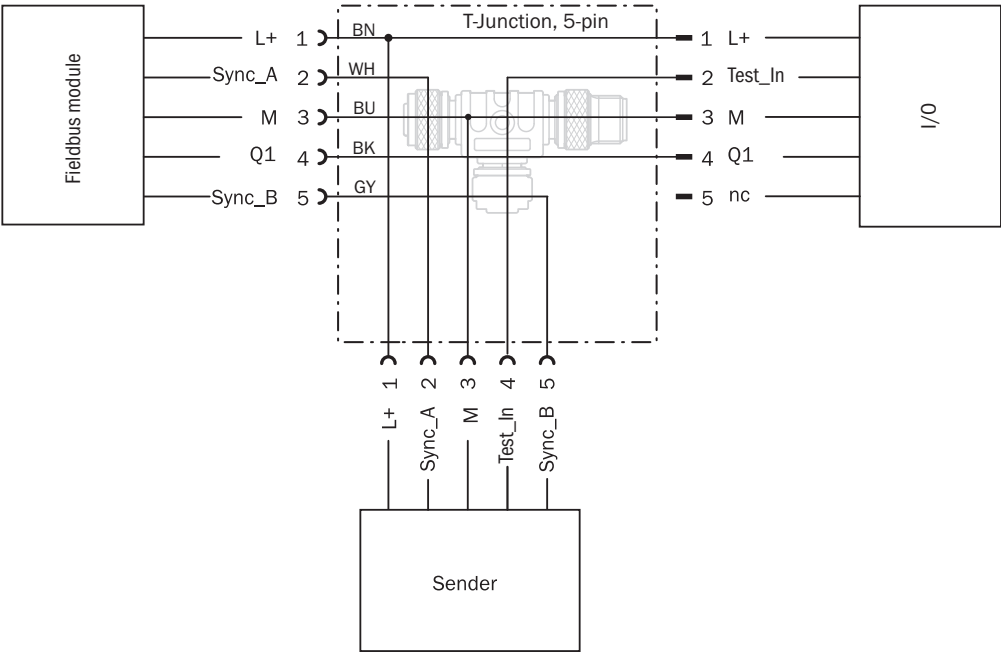 T-Junction, 5-pin
Fieldbus module
L+ 1 BN 1 L+
Sync_A 2 WH 2 Test_In
M 3 BU 3 M
Q1 4 BK 4 Q1
Sync_B 5 GY 5 nc
I/O
1 2 3 4 5
L+ Sync_A M Test_In Sync_B
Sender